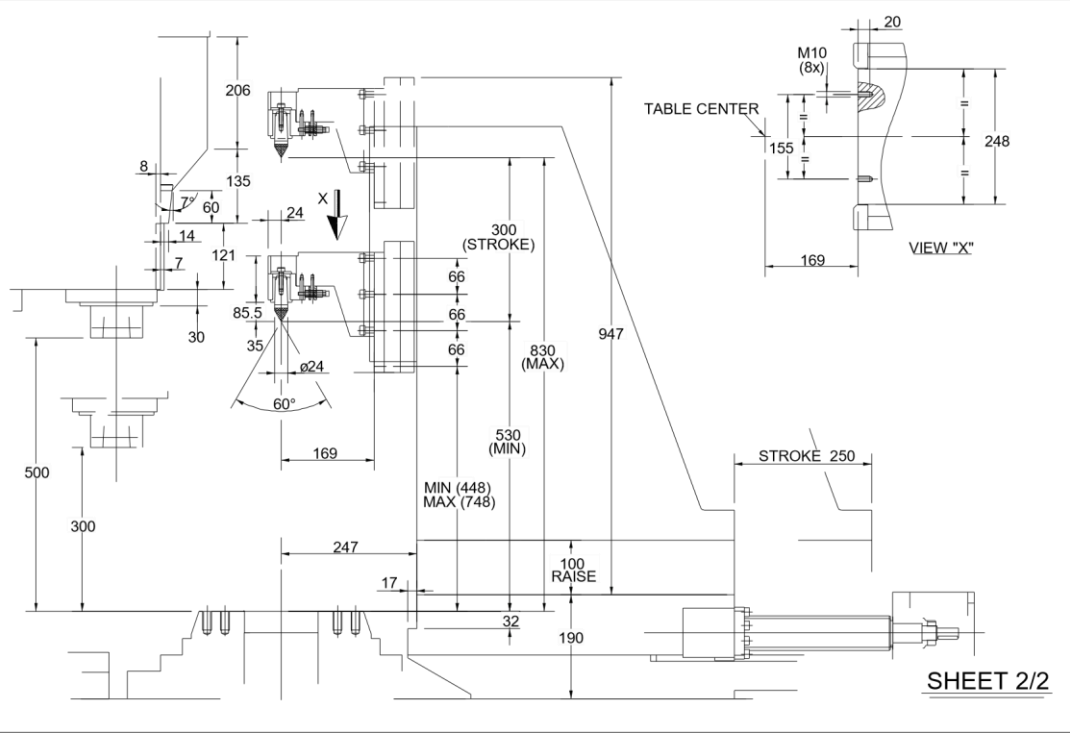 20
M10
(8x)
206
TABLE CENTER
155
248
8
135
7°
60
X
24
14
300
(STROKE)
VIEW "X"
121
7
169
66
85.5
66
30
35
66
830
(MAX)
947
ø24
60°
530
(MIN)
169
STROKE 250
500
MIN (448)
MAX (748)
300
247
100
RAISE
17
32
190
SHEET 2/2